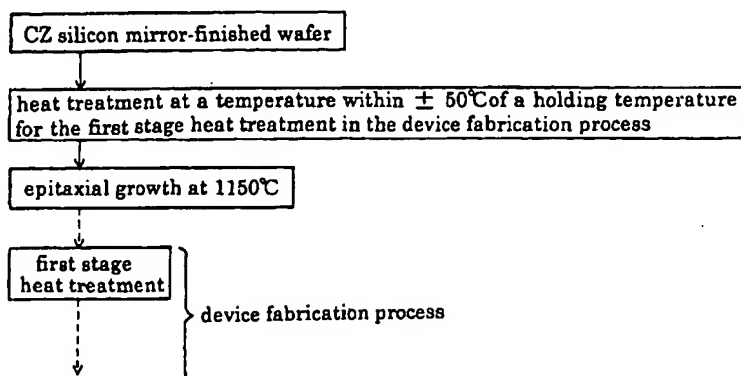 CZ silicon mirror-finished wafer
heat treatment at a temperature within ± 50℃of a holding temperature
for the first stage heat treatment in the device fabrication process
epitaxial growth at 1150℃
first stage
heat treatment
device fabrication process